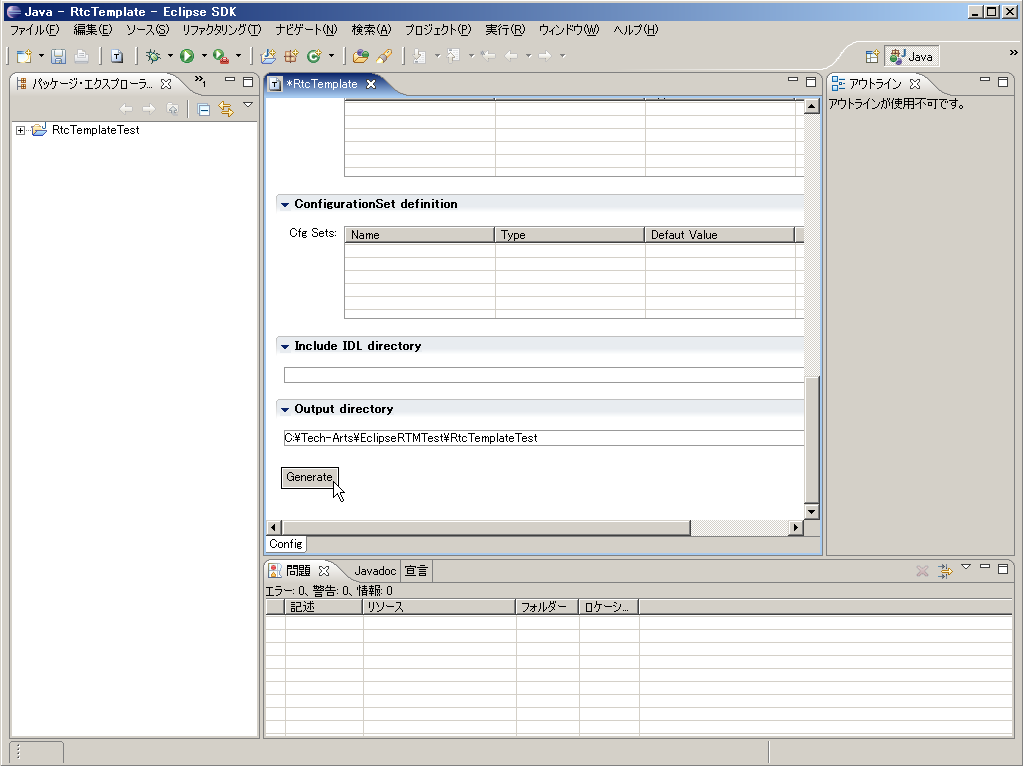 Java - RtcTemplate - Eclipse SDK
ファイル(F) 編集(E) ソース(S) リファクタリング(T) ナビゲート(N) 検索(A) プロジェクト(P) 実行(R) ウィンドウ(W) ヘルプ(H)
Java
パッケージ・エクスプローラ... »1
*RtcTemplate
アウトライン
アウトラインが使用不可です。
RtcTemplateTest
ConfigurationSet definition
Cfg Sets: Name Type Defaut Value
Include IDL directory
Output directory
C:¥Tech-Arts¥EclipseRTMTest¥RtcTemplateTest
Generate
Config
問題 Javadoc 宣言
エラー: 0、警告: 0、情報: 0
記述 リソース フォルダー ロケーシ...